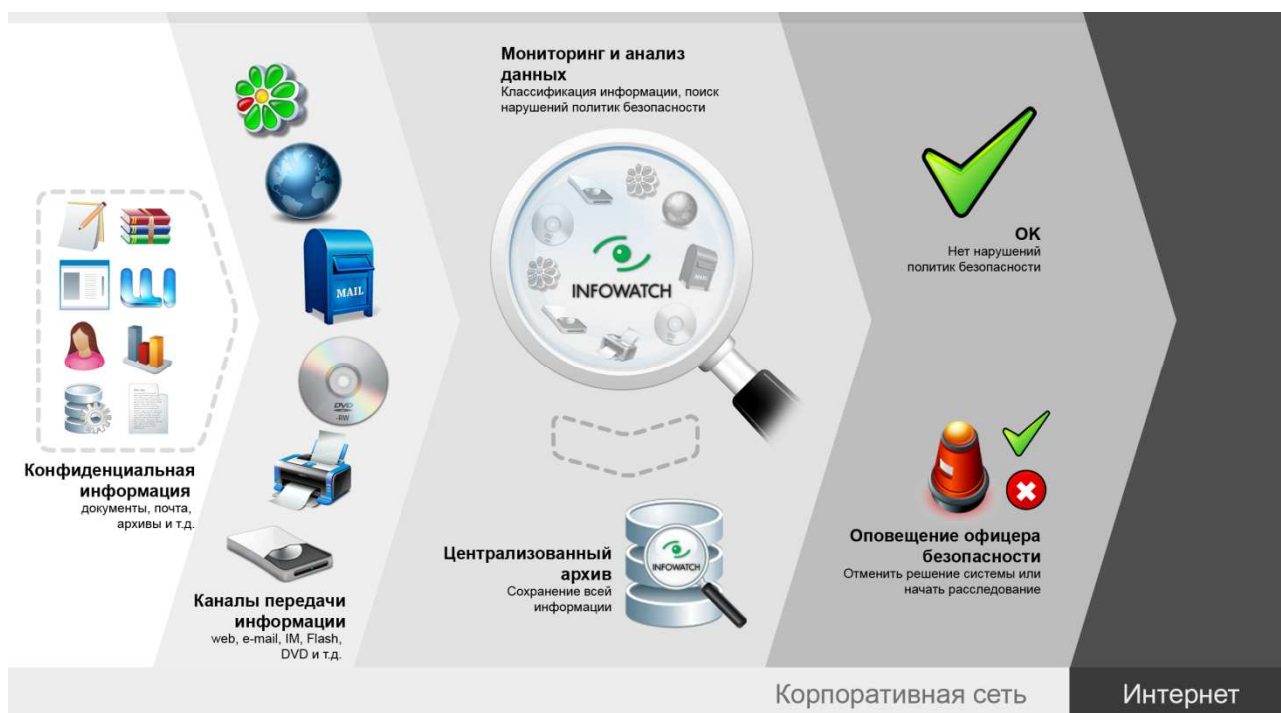 Конфиденциальная
информация
документы, почта,
архивы и т.д.
MAIL
DVD
-RW
Каналы передачи
информации
web, e-mail, IM, Flash,
DVD и т.д.
Мониторинг и анализ
данных
Классификация информации, поиск
нарушений политик безопасности
INFOWATCH
Централизованный
архив
Сохранение всей
информации
INFOWATCH
OK
Нет нарушений
политик безопасности
Оповещение офицера
безопасности
Отменить решение системы или
начать расследование
Корпоративная сеть
Интернет